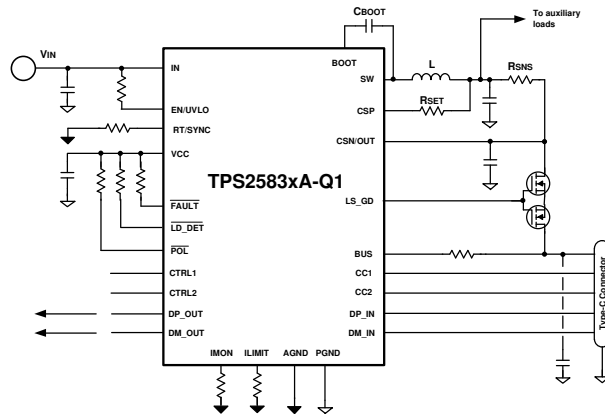 CBOOT
To auxiliary
loads
VIN
BOOT
L
RSNS
IN
SW
RSET
EN/UVLO
CSP
RT/SYNC
CSN/OUT
VCC
TPS2583xA-Q1
FAULT
LS_GD
LD_DET
POL
BUS
CTRL1
CC1
CTRL2
CC2
DP_OUT
DP_IN
DM_OUT
DM_IN
Type-C Connector
IMON
ILIMIT
AGND
PGND